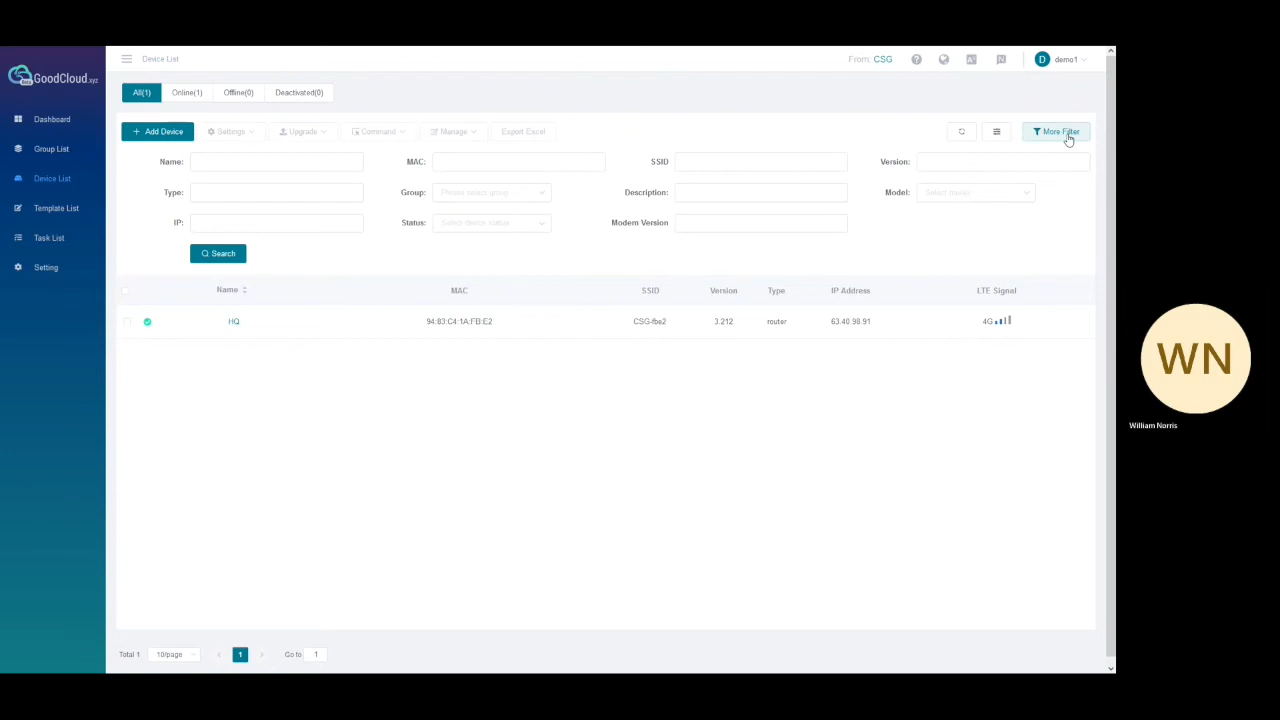 GoodCloud.xyz
Device List
From: CSG
demo1
Dashboard
Group List
Device List
Template List
Task List
Setting
All(1) Online(1) Offline(0) Deactivated(0)
+ Add Device Settings Upgrade Command Manage Export Excel More Filter
Name: MAC: SSID Version:
Type: Group: Please select group Description: Model: Select router
IP: Status: Select device status Modem Version
Search
Name MAC SSID Version Type IP Address LTE Signal
HQ 94:83:C4:1A:FB:E2 CSG-fbe2 3.212 router 63.40.98.91 4G
Total 1 10/page < 1 > Go to 1
WN
William Norris